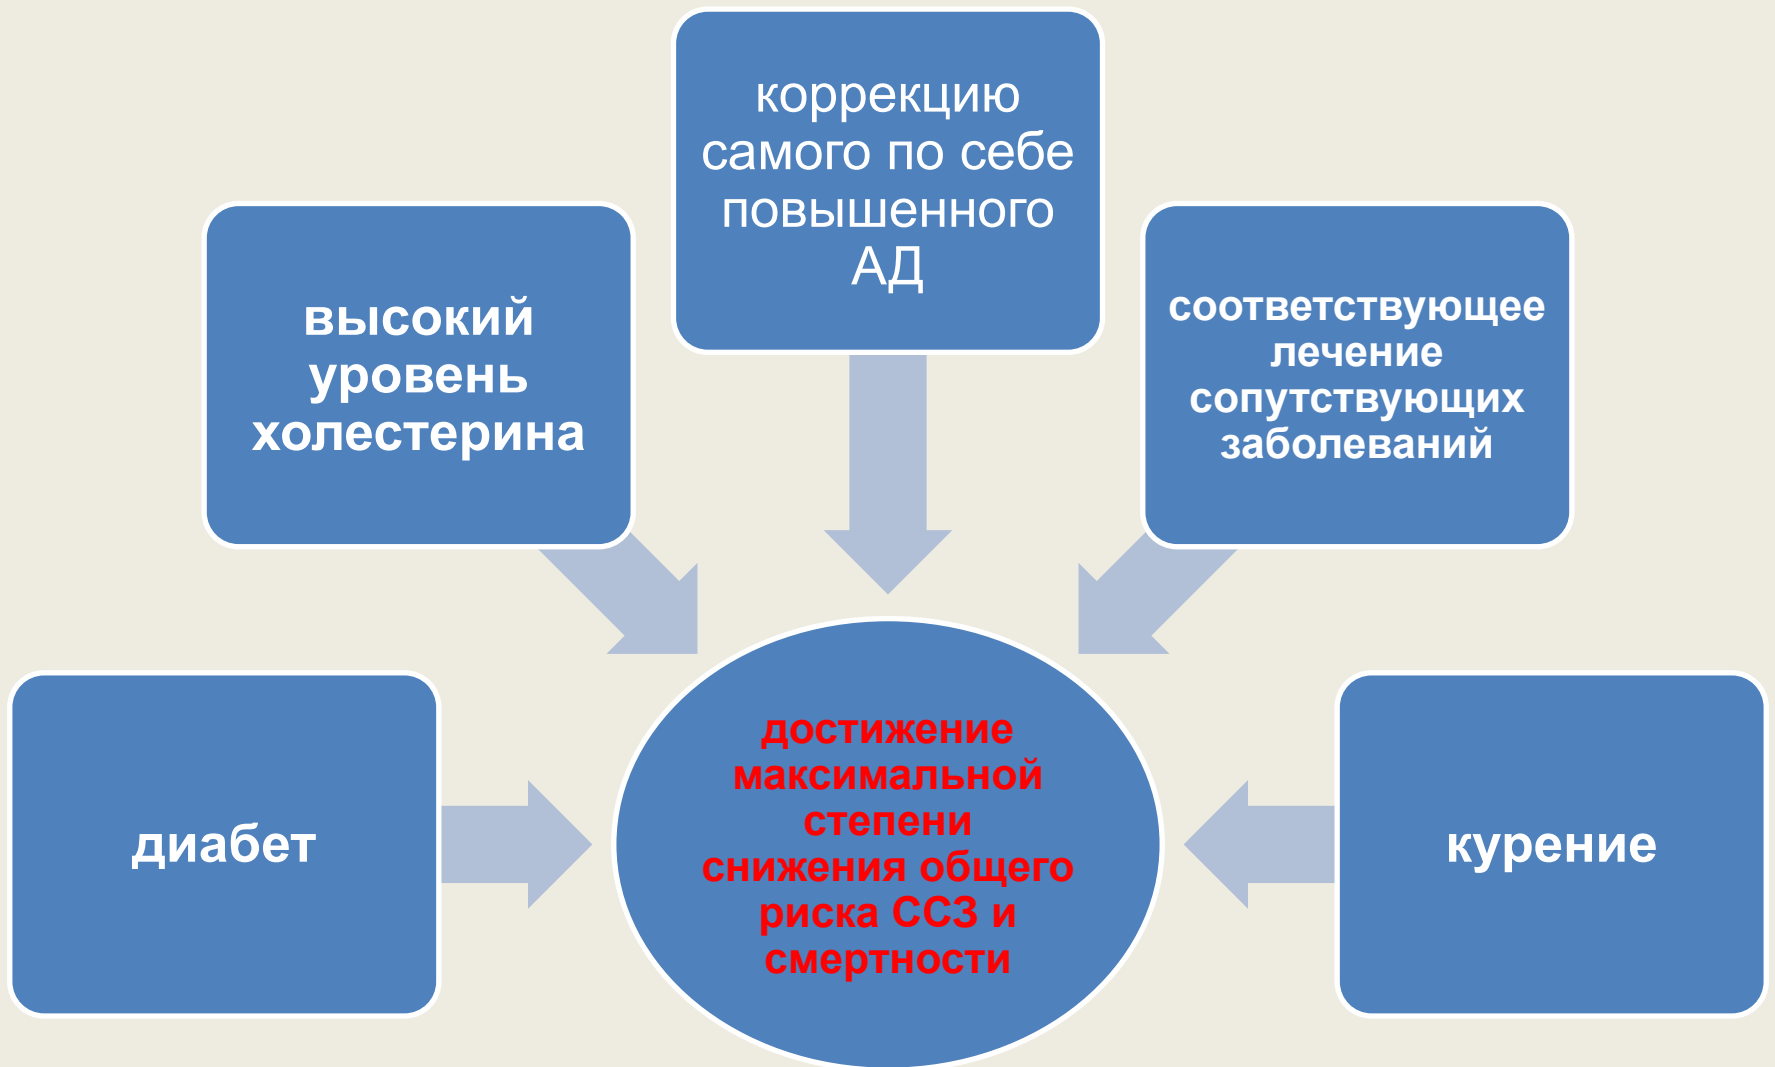 коррекцию
самого по себе
повышенного
АД
высокий
уровень
холестерина
соответствующее
лечение
сопутствующих
заболеваний
диабет
достижение
максимальной
степени
снижения общего
риска ССЗ и
смертности
курение